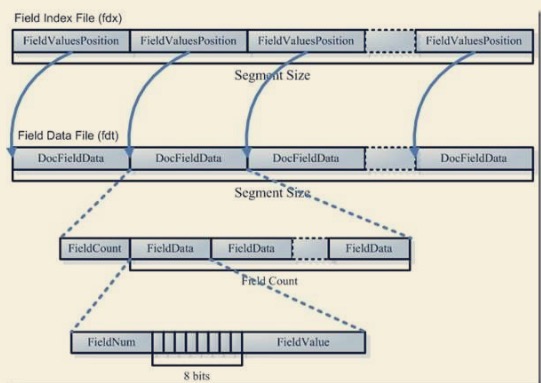 Field Index File (fdx)
FieldValuesPosition FieldValuesPosition FieldValuesPosition FieldValuesPosition
Segment Size
Field Data File (fdt)
DocFieldData DocFieldData DocFieldData DocFieldData
Segment Size
FieldCount FieldData FieldData FieldData
Field Count
FieldNum FieldValue
8 bits